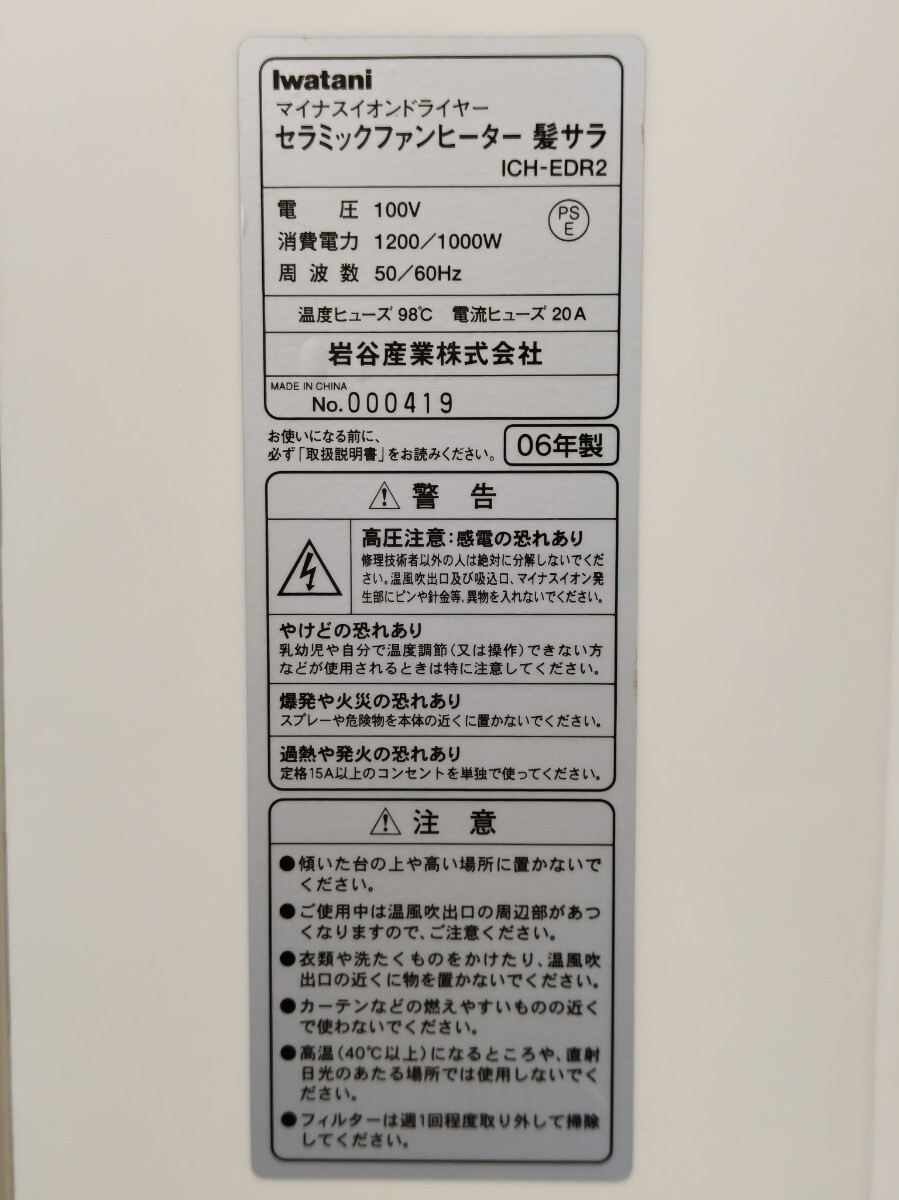 Iwatani
マイナスイオンドライヤー
セラミックファンヒーター 髪サラ
ICH-EDR2
電 圧 100V
消費電力 1200/1000W
周波数 50/60Hz
PS
E
温度ヒューズ 98℃ 電流ヒューズ 20A
岩谷産業株式会社
MADE IN CHINA
No.000419
お使いになる前に、
必ず「取扱説明書」をお読みください。
06年製
警 告
高圧注意:感電の恐れあり
修理技術者以外の人は絶対に分解しないでくだ
さい。温風吹出口及び吸込口、マイナスイオン発
生部にピンや針金等、異物を入れないでください。
やけどの恐れあり
乳幼児や自分で温度調節(又は操作)できない方
などが使用されるときは特に注意してください。
爆発や火災の恐れあり
スプレーや危険物を本体の近くに置かないでください。
過熱や発火の恐れあり
定格15A以上のコンセントを単独で使ってください。
注 意
●傾いた台の上や高い場所に置かないで
ください。
●ご使用中は温風吹出口の周辺部があつ
くなりますので、ご注意ください。
●衣類や洗たくものをかけたり、温風吹
出口の近くに物を置かないでください。
●カーテンなどの燃えやすいものの近く
で使わないでください。
●高温(40℃以上)になるところや、直射
日光のあたる場所では使用しないでく
ださい。
●フィルターは週1回程度取り外して掃除
してください。